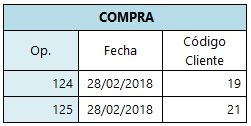 COMPRA
Op. Fecha Código Cliente
124 28/02/2018 19
125 28/02/2018 21